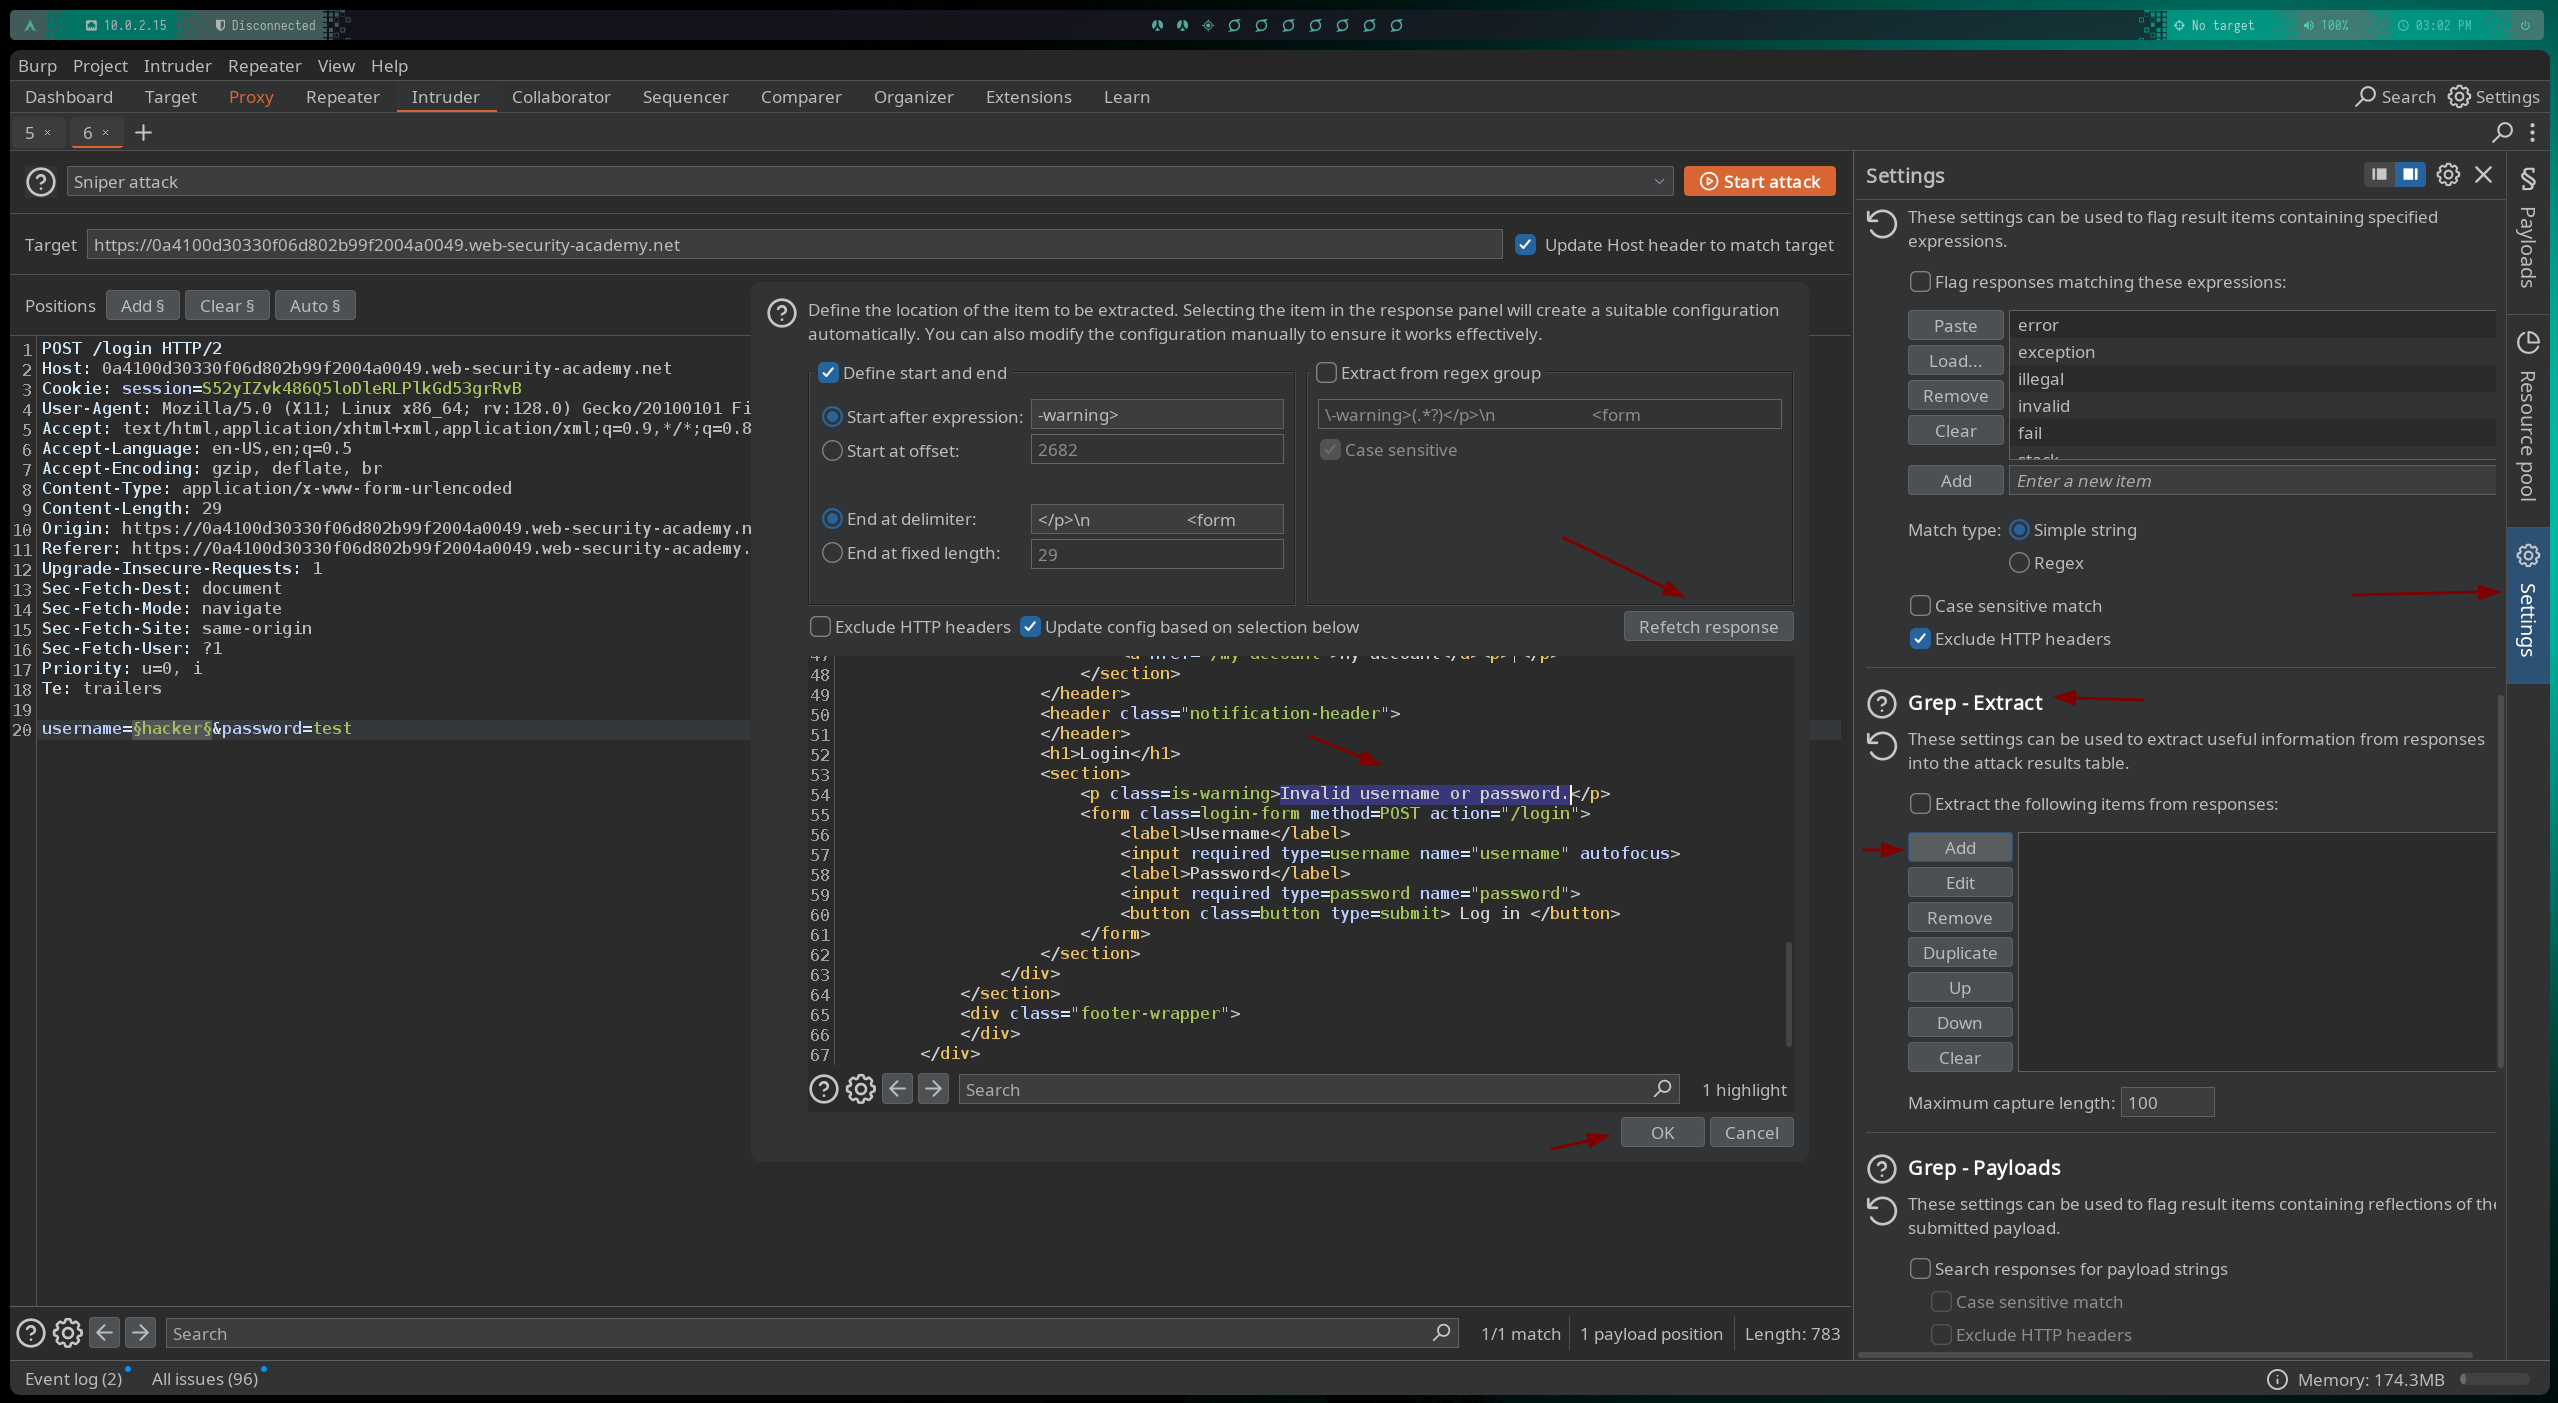 10.0.2.15 Disconnected No target 100% 03:02 PM
Burp Project Intruder Repeater View Help
Dashboard Target Proxy Repeater Intruder Collaborator Sequencer Comparer Organizer Extensions Learn Search Settings
5 × 6 × +
Sniper attack Start attack
Target https://0a4100d30330f06d802b99f2004a0049.web-security-academy.net Update Host header to match target
Positions Add § Clear § Auto §
1 POST /login HTTP/2
2 Host: 0a4100d30330f06d802b99f2004a0049.web-security-academy.net
3 Cookie: session=S52yIZvk486Q5loDleRLPlkGd53grRvB
4 User-Agent: Mozilla/5.0 (X11; Linux x86_64; rv:128.0) Gecko/20100101 Fi
5 Accept: text/html,application/xhtml+xml,application/xml;q=0.9,*/*;q=0.8
6 Accept-Language: en-US,en;q=0.5
7 Accept-Encoding: gzip, deflate, br
8 Content-Type: application/x-www-form-urlencoded
9 Content-Length: 29
10 Origin: https://0a4100d30330f06d802b99f2004a0049.web-security-academy.n
11 Referer: https://0a4100d30330f06d802b99f2004a0049.web-security-academy.
12 Upgrade-Insecure-Requests: 1
13 Sec-Fetch-Dest: document
14 Sec-Fetch-Mode: navigate
15 Sec-Fetch-Site: same-origin
16 Sec-Fetch-User: ?1
17 Priority: u=0, i
18 Te: trailers
19
20 username=§hacker§&password=test
Search 1/1 match 1 payload position Length: 783
Define the location of the item to be extracted. Selecting the item in the response panel will create a suitable configuration
automatically. You can also modify the configuration manually to ensure it works effectively.
Define start and end
Start after expression: -warning>
Start at offset: 2682
End at delimiter: </p>\n <form
End at fixed length: 29
Extract from regex group
\-warning>(.*?)</p>\n <form
Case sensitive
Exclude HTTP headers Update config based on selection below Refetch response
48 </section>
49 </header>
50 <header class="notification-header">
51 </header>
52 <h1>Login</h1>
53 <section>
54 <p class=is-warning>Invalid username or password.</p>
55 <form class=login-form method=POST action="/login">
56 <label>Username</label>
57 <input required type=username name="username" autofocus>
58 <label>Password</label>
59 <input required type=password name="password">
60 <button class=button type=submit> Log in </button>
61 </form>
62 </section>
63 </div>
64 </section>
65 <div class="footer-wrapper">
66 </div>
67 </div>
Search 1 highlight
OK Cancel
Settings
These settings can be used to flag result items containing specified
expressions.
Flag responses matching these expressions:
Paste error
exception
Load... illegal
Remove invalid
Clear fail
Add Enter a new item
Match type: Simple string
Regex
Case sensitive match
Exclude HTTP headers
Grep - Extract
These settings can be used to extract useful information from responses
into the attack results table.
Extract the following items from responses:
Add
Edit
Remove
Duplicate
Up
Down
Clear
Maximum capture length: 100
Grep - Payloads
These settings can be used to flag result items containing reflections of the
submitted payload.
Search responses for payload strings
Case sensitive match
Exclude HTTP headers
§ Payloads
Resource pool
Settings
Event log (2) All issues (96) Memory: 174.3MB